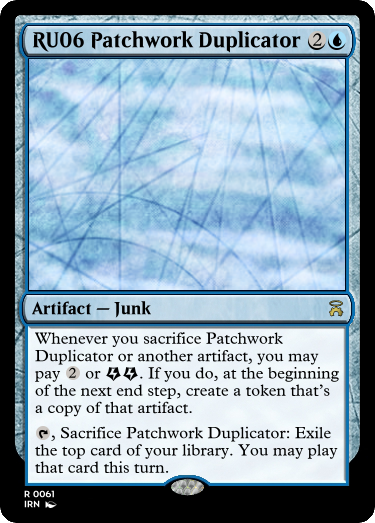 RU06 Patchwork Duplicator 2
Artifact — Junk
Whenever you sacrifice Patchwork
Duplicator or another artifact, you may
pay 2 or . If you do, at the beginning
of the next end step, create a token that's
a copy of that artifact.
, Sacrifice Patchwork Duplicator: Exile
the top card of your library. You may play
that card this turn.
R 0061
IRN